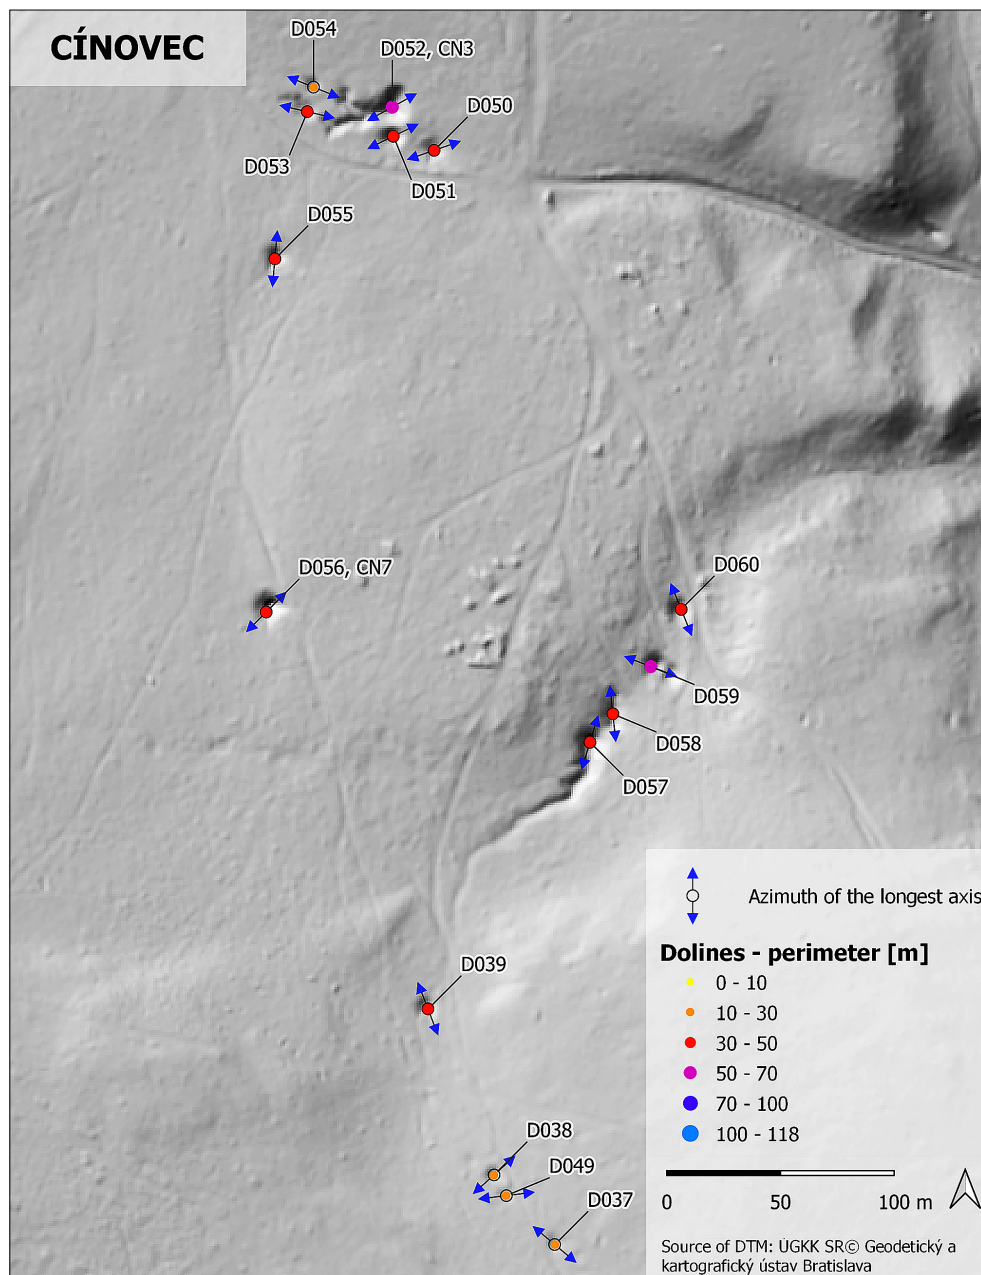 CÍNOVEC
D054
D052, CN3
D050
D053
D051
D055
D056, CN7
D060
D059
D058
D057
D039
D038
D049
D037
Azimuth of the longest axis
Dolines - perimeter [m]
0 - 10
10 - 30
30 - 50
50 - 70
70 - 100
100 - 118
0 50 100 m
Source of DTM: ÚGKK SR© Geodetický a
kartografický ústav Bratislava